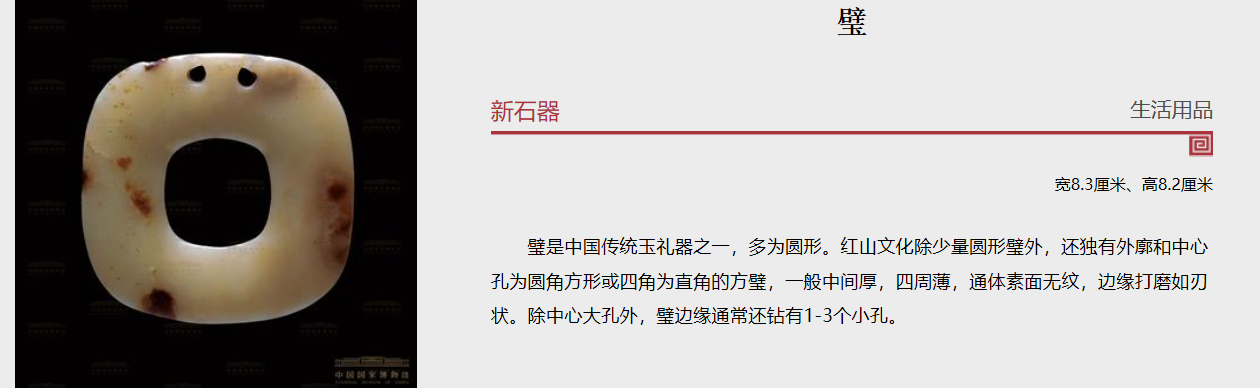 璧
新石器
生活用品
宽8.3厘米、高8.2厘米
璧是中国传统玉礼器之一，多为圆形。红山文化除少量圆形璧外，还独有外廓和中心
孔为圆角方形或四角为直角的方璧，一般中间厚，四周薄，通体素面无纹，边缘打磨如刃
状。除中心大孔外，璧边缘通常还钻有1-3个小孔。
中国国家博物馆
NATIONAL MUSEUM OF CHINA